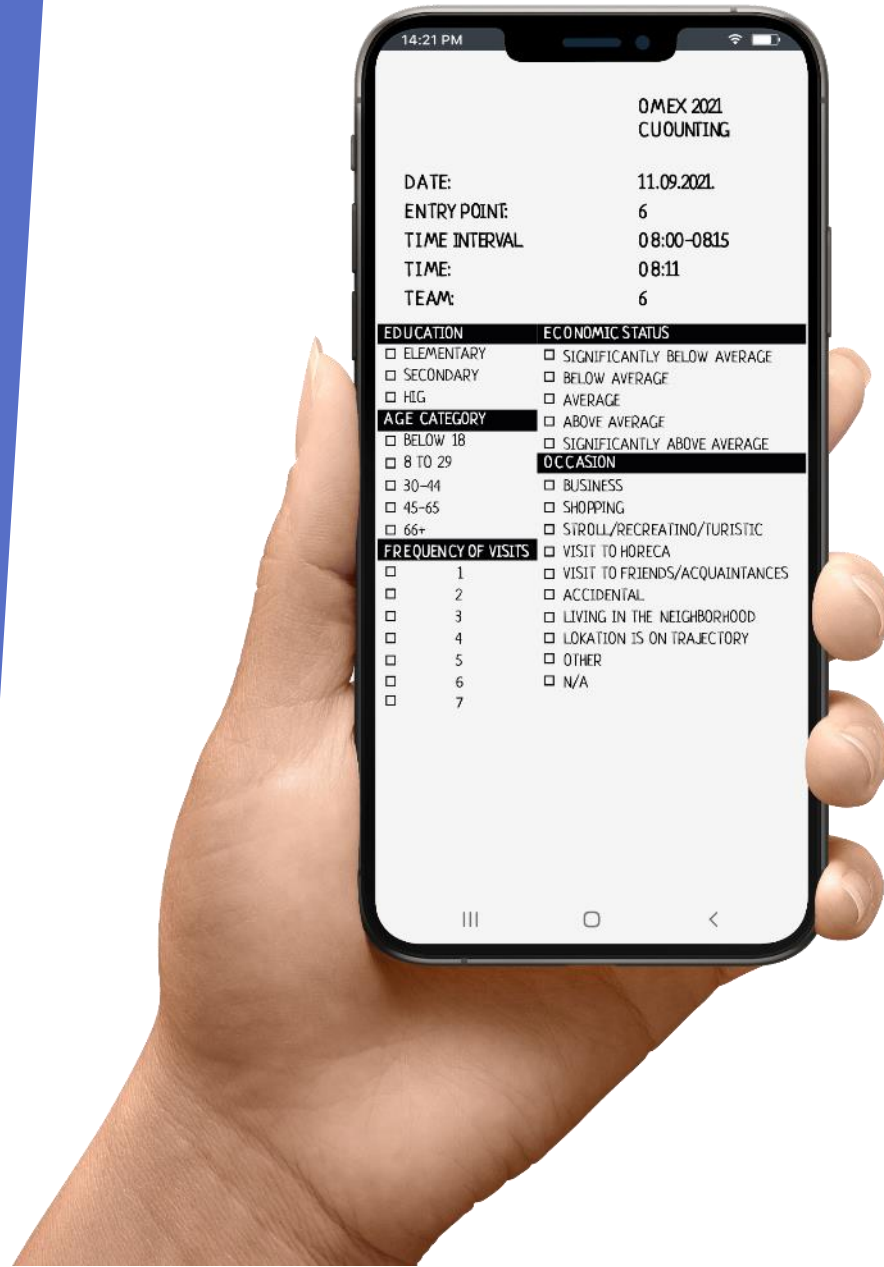 14:21 PM
OMEX 2021
CUOUNTING
DATE: 11.09.2021.
ENTRY POINT: 6
TIME INTERVAL 08:00-0815
TIME: 08:11
TEAM: 6
EDUCATION
ELEMENTARY
SECONDARY
HIG
AGE CATEGORY
BELOW 18
8 TO 29
30-44
45-65
66+
FREQUENCY OF VISITS
1
2
3
4
5
6
7
ECONOMIC STATUS
SIGNIFICANTLY BELOW AVERAGE
BELOW AVERAGE
AVERAGE
ABOVE AVERAGE
SIGNIFICANTLY ABOVE AVERAGE
OCCASION
BUSINESS
SHOPPING
STROLL/RECREATINO/TURISTIC
VISIT TO HORECA
VISIT TO FRIENDS/ACQUAINTANCES
ACCIDENTAL
LIVING IN THE NEIGHBORHOOD
LOKATION IS ON TRAJECTORY
OTHER
N/A